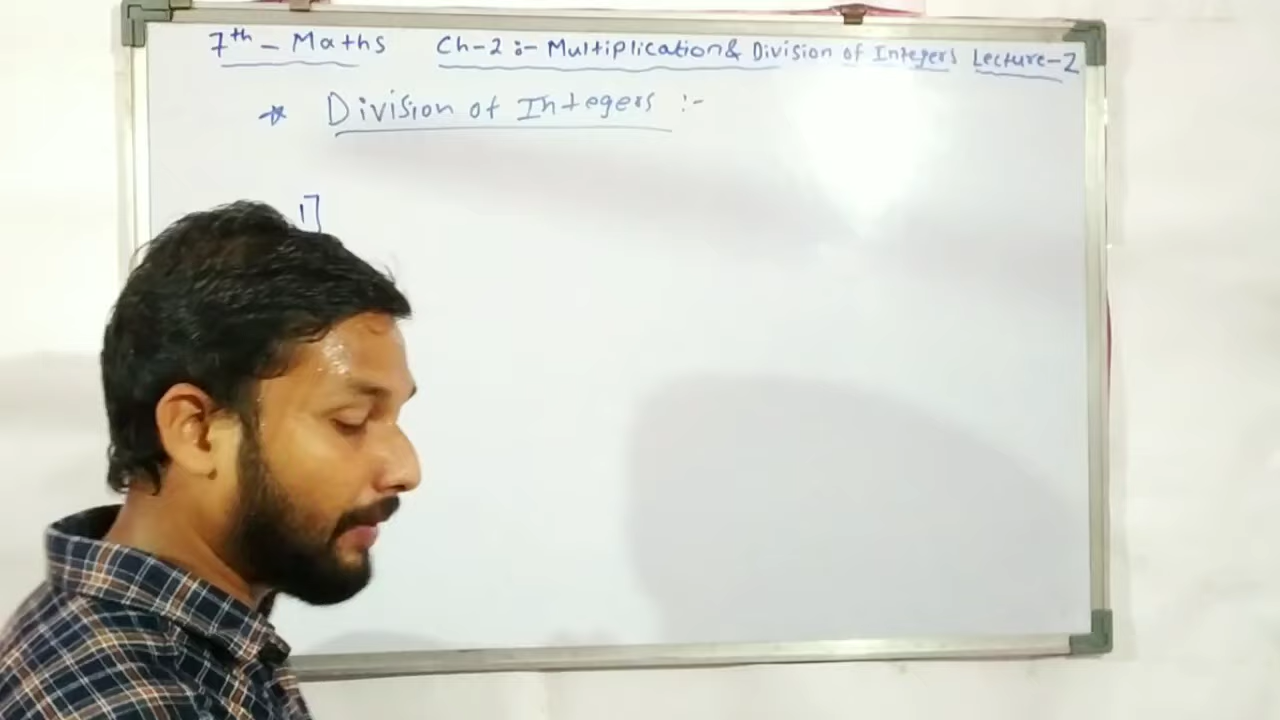 7th - Maths Ch-2 :- Multiplication & Division of Integers Lecture-2
* Division of Integers :-
1]